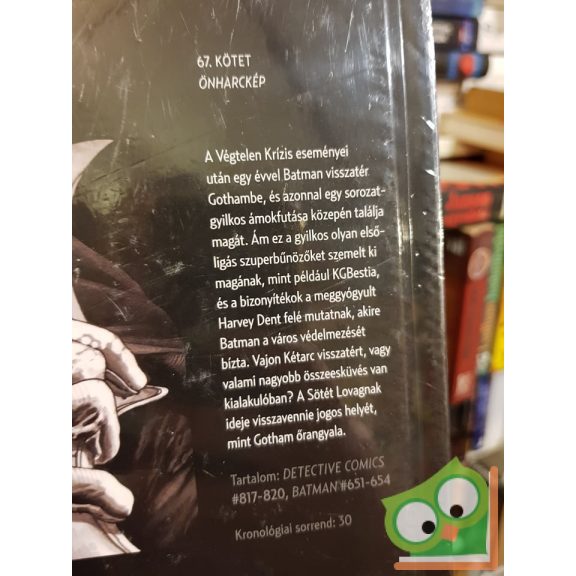 67. KÖTET
ÖNHARCKÉP
A Végtelen Krízis eseményei
után egy évvel Batman visszatér
Gothambe, és azonnal egy sorozat-
gyilkos ámokfutása közepén találja
magát. Ám ez a gyilkos olyan első-
ligás szuperbűnözőket szemelt ki
magának, mint például KGBestia,
és a bizonyítékok a meggyógyult
Harvey Dent felé mutatnak, akire
Batman a város védelmezését
bízta. Vajon Kétarc visszatért, vagy
valami nagyobb összeesküvés van
kialakulóban? A Sötét Lovagnak
ideje visszavennie jogos helyét,
mint Gotham őrangyala.
Tartalom: DETECTIVE COMICS
#817-820, BATMAN #651-654
Kronológiai sorrend: 30